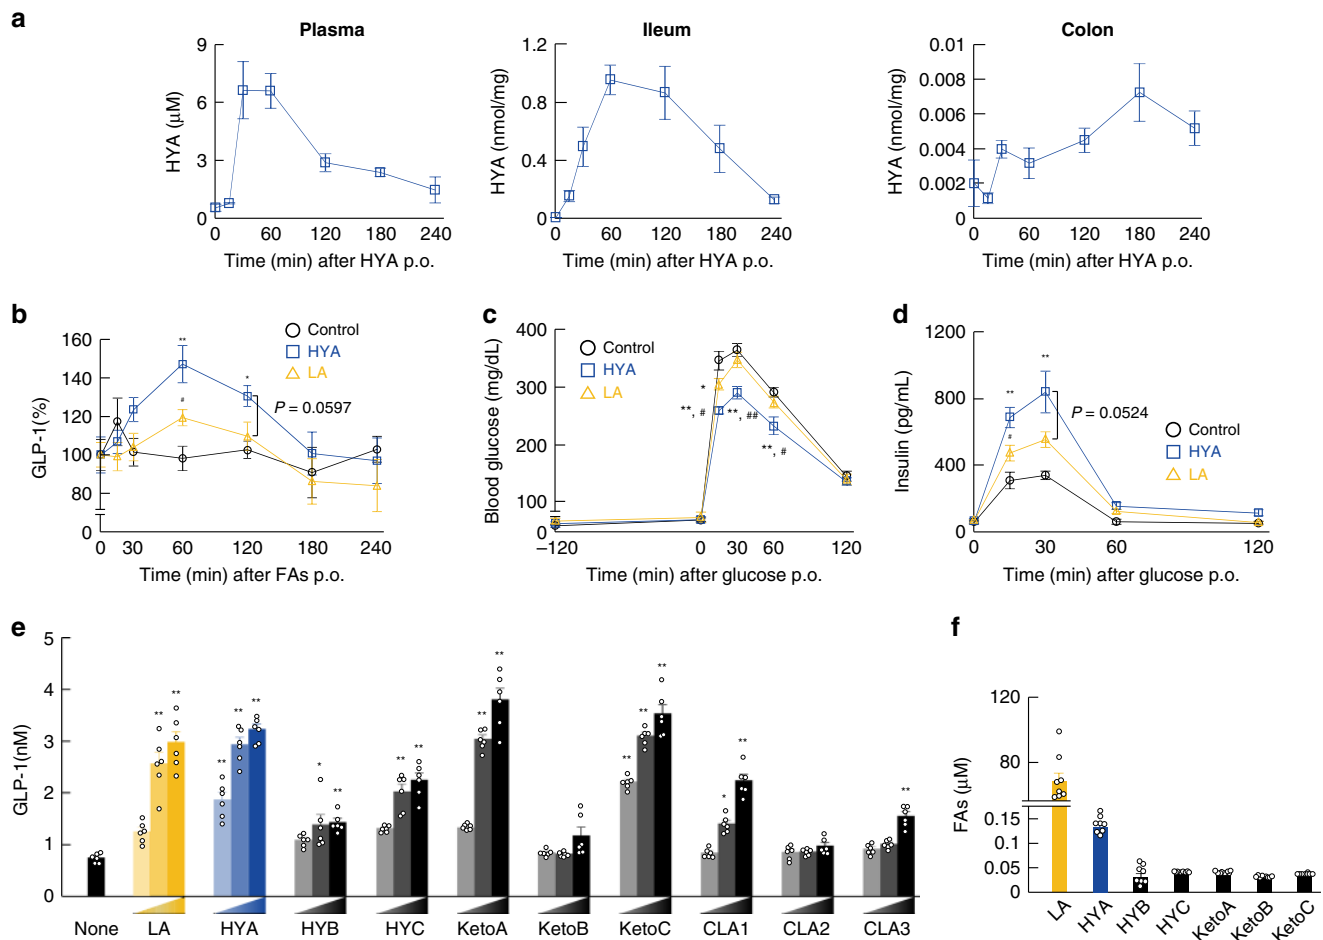 a
Plasma
Ileum
Colon
9
6
3
0
HYA (μM)
0 30 60 120 180 240
Time (min) after HYA p.o.
1.2
0.8
0.4
0
HYA (nmol/mg)
0 30 60 120 180 240
Time (min) after HYA p.o.
0.01
0.008
0.006
0.004
0.002
0
HYA (nmol/mg)
0 30 60 120 180 240
Time (min) after HYA p.o.
b
160
140
120
100
80
0
GLP-1(%)
Control
HYA
LA
**
*
#
P = 0.0597
0 30 60 120 180 240
Time (min) after FAs p.o.
c
400
300
200
100
0
Blood glucose (mg/dL)
Control
HYA
LA
*
**, #
**, ##
**, #
−120 0 30 60 120
Time (min) after glucose p.o.
d
1200
800
400
0
Insulin (pg/mL)
**
**
#
P = 0.0524
Control
HYA
LA
0 30 60 120
Time (min) after glucose p.o.
e
5
4
3
2
1
0
GLP-1(nM)
** **
** ** **
* **
** **
** **
** ** **
* **
**
None LA HYA HYB HYC KetoA KetoB KetoC CLA1 CLA2 CLA3
f
120
80
0.15
0.1
0.05
0
FAs (μM)
LA HYA HYB HYC KetoA KetoB KetoC